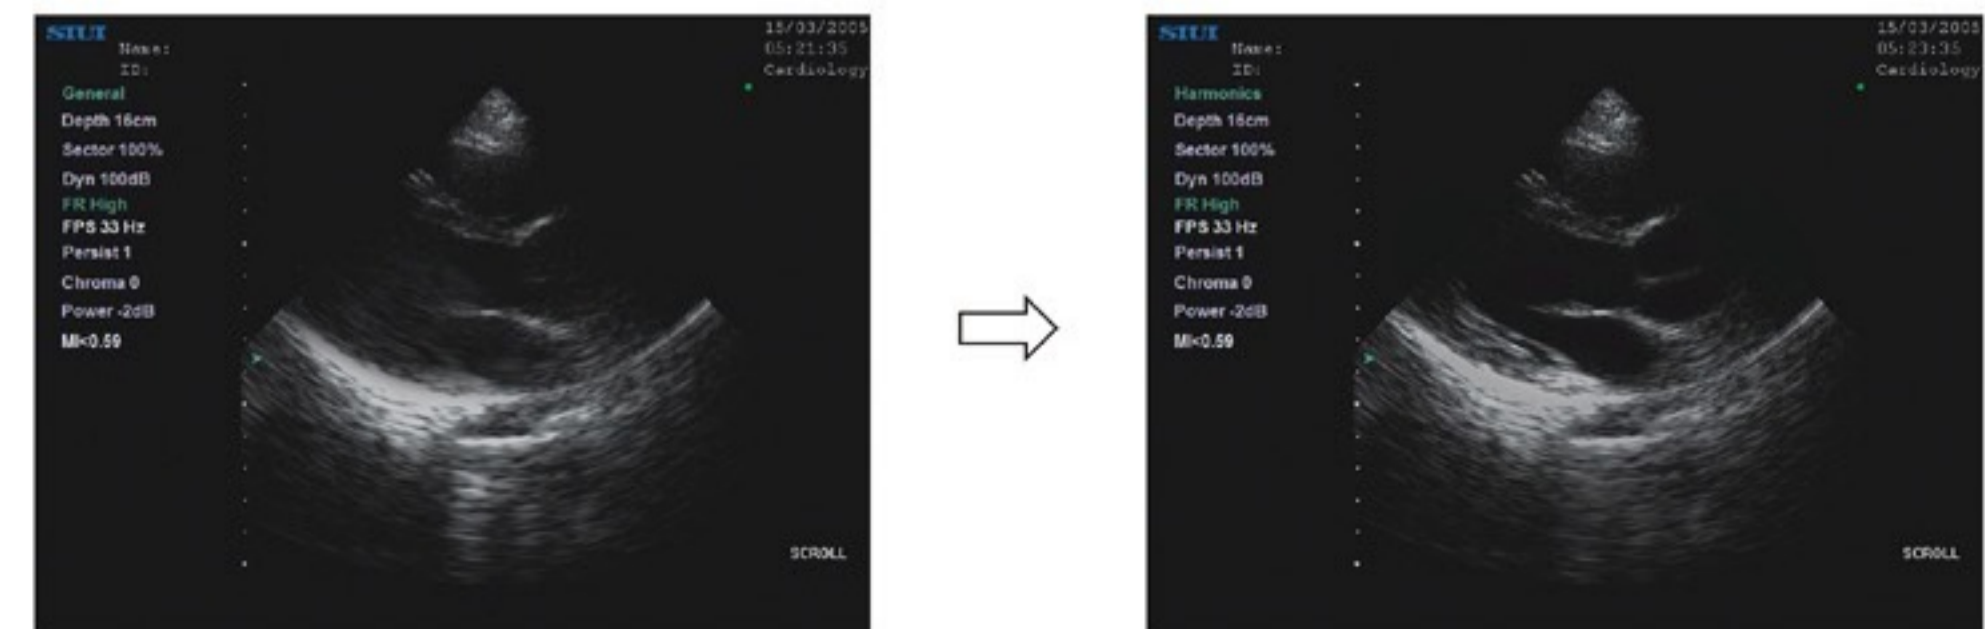 SIUI
Name:
ID:
15/03/2005
05:21:35
Cardiology
General
Depth 16cm
Sector 100%
Dyn 100dB
FR High
FPS 33 Hz
Persist 1
Chroma 0
Power -2dB
MI<0.59
SCROLL
SIUI
Name:
ID:
15/03/2005
05:23:35
Cardiology
Harmonics
Depth 16cm
Sector 100%
Dyn 100dB
FR High
FPS 33 Hz
Persist 1
Chroma 0
Power -2dB
MI<0.59
SCROLL